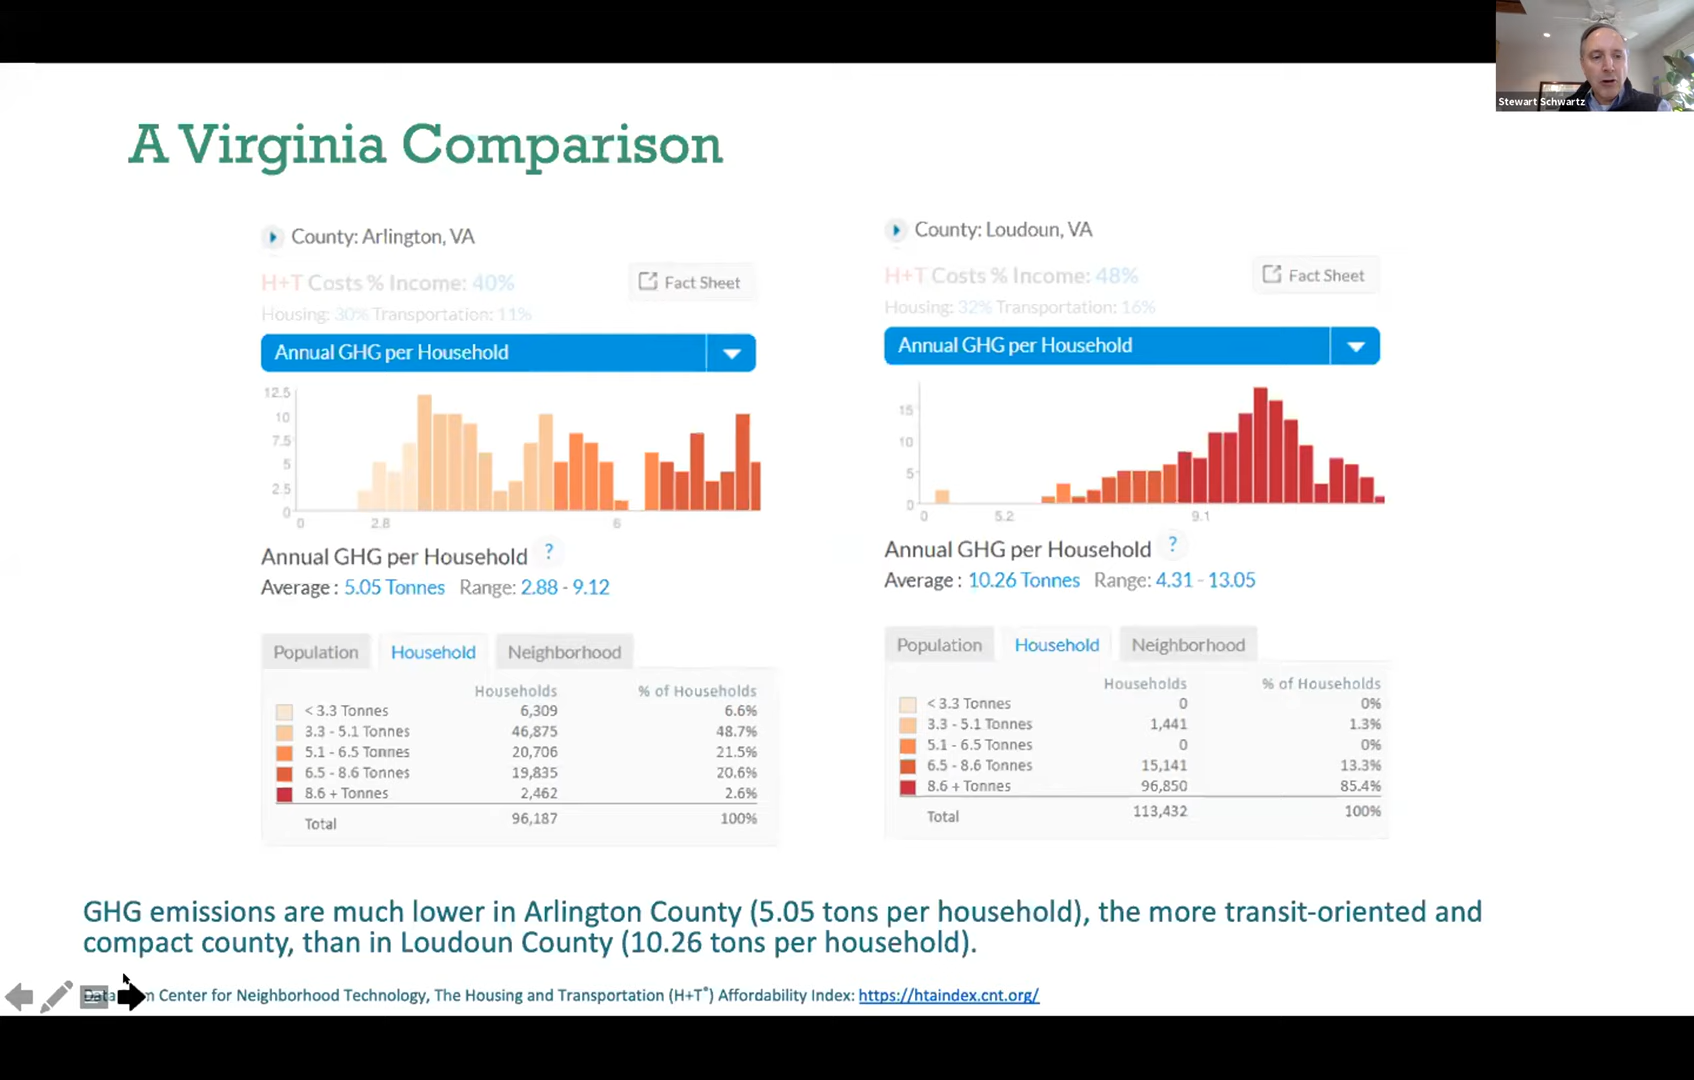 Stewart Schwartz
A Virginia Comparison
County: Arlington, VA
H+T Costs % Income: 40%
Fact Sheet
Housing: 30% Transportation: 11%
Annual GHG per Household
12.5
10
7.5
5
2.5
0
0 2.8 6
Annual GHG per Household ?
Average : 5.05 Tonnes Range: 2.88 - 9.12
Population Household Neighborhood
Households % of Households
< 3.3 Tonnes 6,309 6.6%
3.3 - 5.1 Tonnes 46,875 48.7%
5.1 - 6.5 Tonnes 20,706 21.5%
6.5 - 8.6 Tonnes 19,835 20.6%
8.6 + Tonnes 2,462 2.6%
Total 96,187 100%
County: Loudoun, VA
H+T Costs % Income: 48%
Fact Sheet
Housing: 32% Transportation: 16%
Annual GHG per Household
15
10
5
0
0 5.2 9.1
Annual GHG per Household ?
Average : 10.26 Tonnes Range: 4.31 - 13.05
Population Household Neighborhood
Households % of Households
< 3.3 Tonnes 0 0%
3.3 - 5.1 Tonnes 1,441 1.3%
5.1 - 6.5 Tonnes 0 0%
6.5 - 8.6 Tonnes 15,141 13.3%
8.6 + Tonnes 96,850 85.4%
Total 113,432 100%
GHG emissions are much lower in Arlington County (5.05 tons per household), the more transit-oriented and
compact county, than in Loudoun County (10.26 tons per household).
Center for Neighborhood Technology, The Housing and Transportation (H+T®) Affordability Index: https://htaindex.cnt.org/